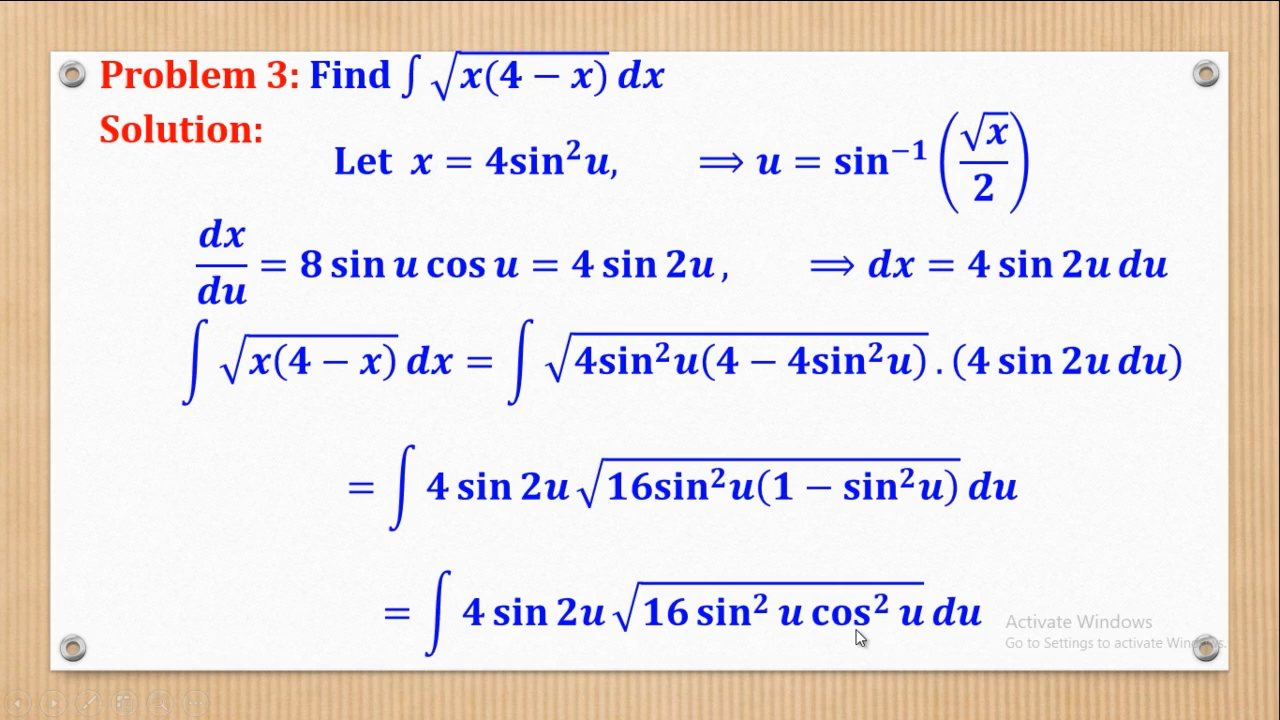 Problem 3: Find ∫ √(x(4 − x)) dx
Solution:
Let x = 4sin²u, ⟹ u = sin⁻¹(√x/2)
dx/du = 8 sin u cos u = 4 sin 2u, ⟹ dx = 4 sin 2u du
∫ √(x(4 − x)) dx = ∫ √(4sin²u(4 − 4sin²u)) . (4 sin 2u du)
= ∫ 4 sin 2u √(16sin²u(1 − sin²u)) du
= ∫ 4 sin 2u √(16 sin² u cos² u) du
Activate Windows
Go to Settings to activate Windows.